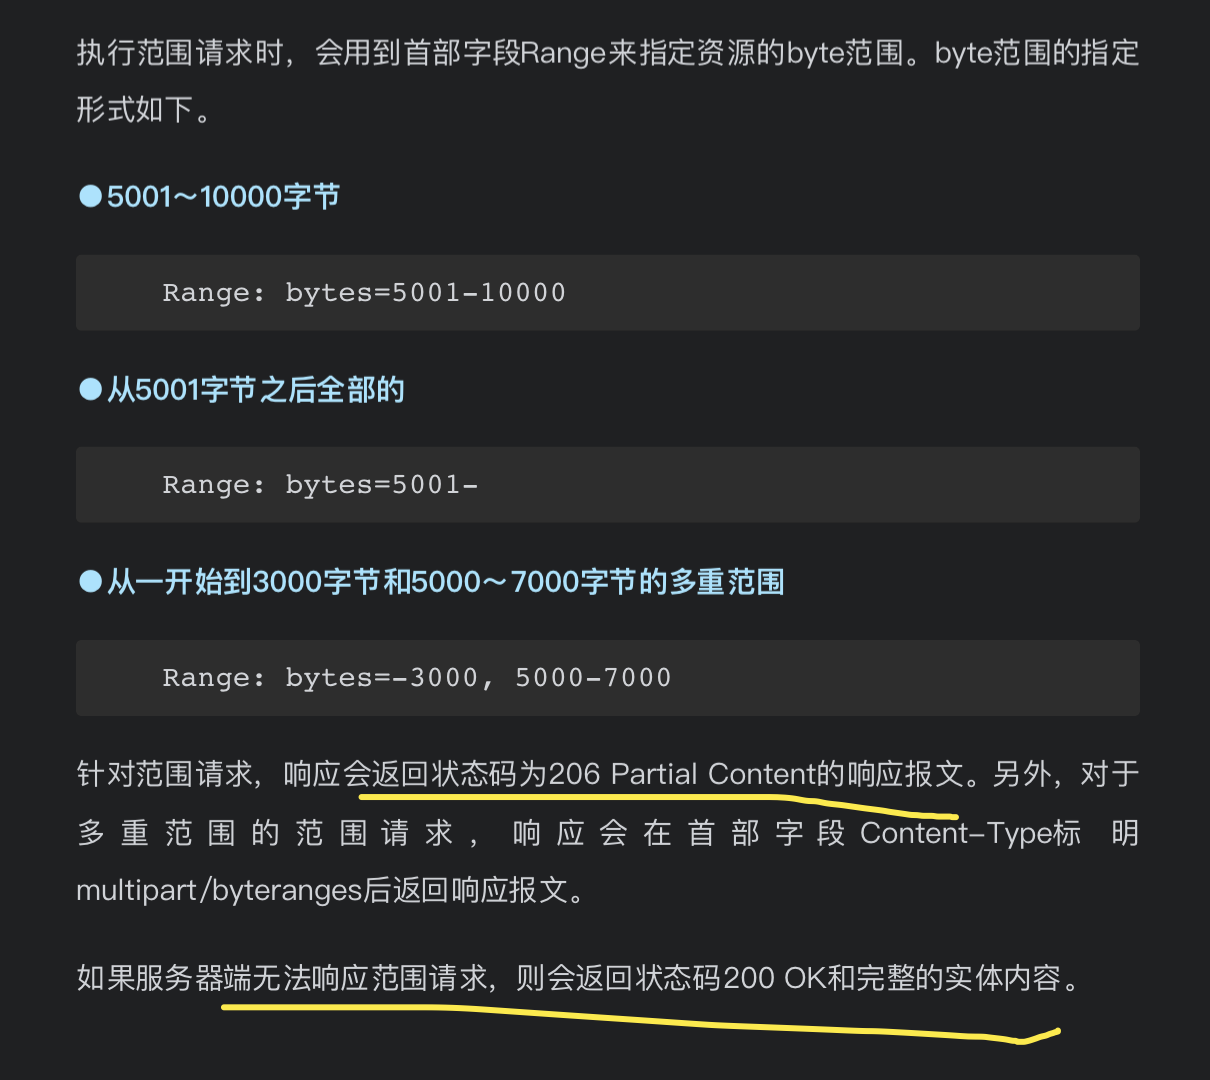 执行范围请求时，会用到首部字段Range来指定资源的byte范围。byte范围的指定
形式如下。
●5001～10000字节
Range: bytes=5001-10000
●从5001字节之后全部的
Range: bytes=5001-
●从一开始到3000字节和5000～7000字节的多重范围
Range: bytes=-3000, 5000-7000
针对范围请求，响应会返回状态码为206 Partial Content的响应报文。另外，对于
多重范围的范围请求，响应会在首部字段Content-Type标 明
multipart/byteranges后返回响应报文。
如果服务器端无法响应范围请求，则会返回状态码200 OK和完整的实体内容。